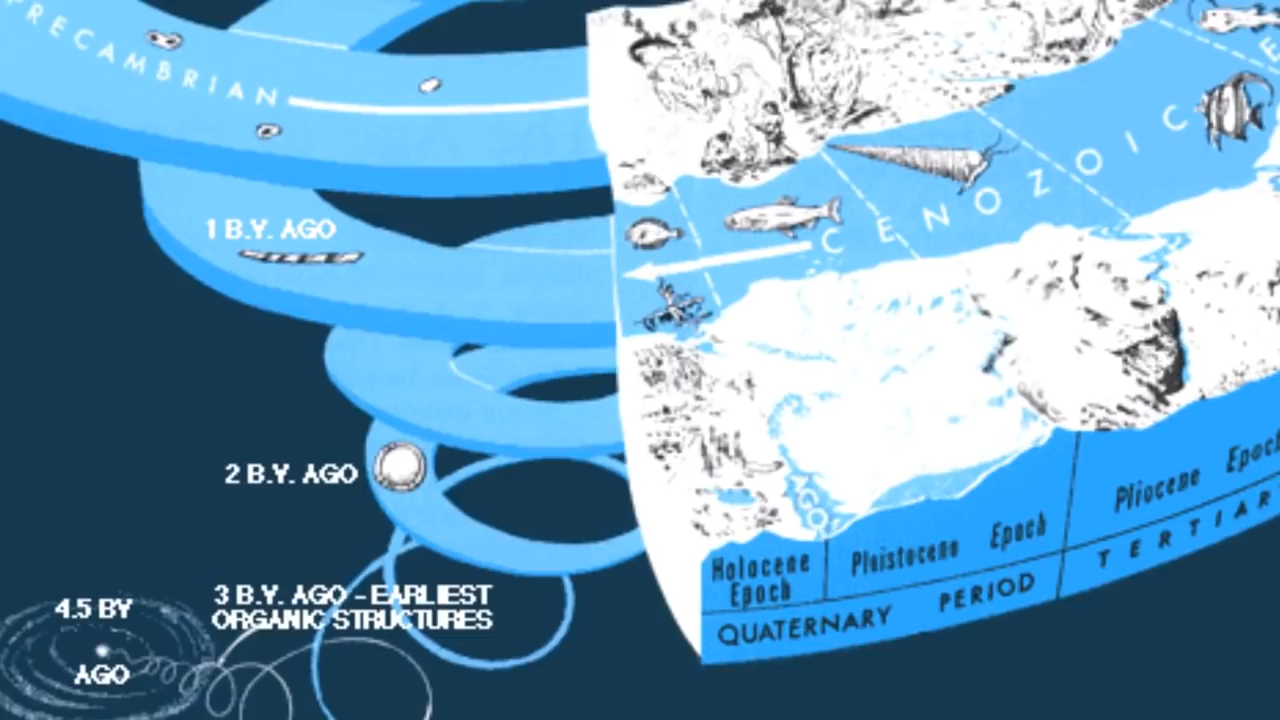 PRECAMBRIAN
CENOZOIC
1 B.Y. AGO
2 B.Y. AGO
3 B.Y. AGO – EARLIEST
ORGANIC STRUCTURES
4.5 BY
AGO
AGO
Holocene
Epoch
Pleistocene Epoch
Pliocene Epoch
QUATERNARY PERIOD
TERTIAR